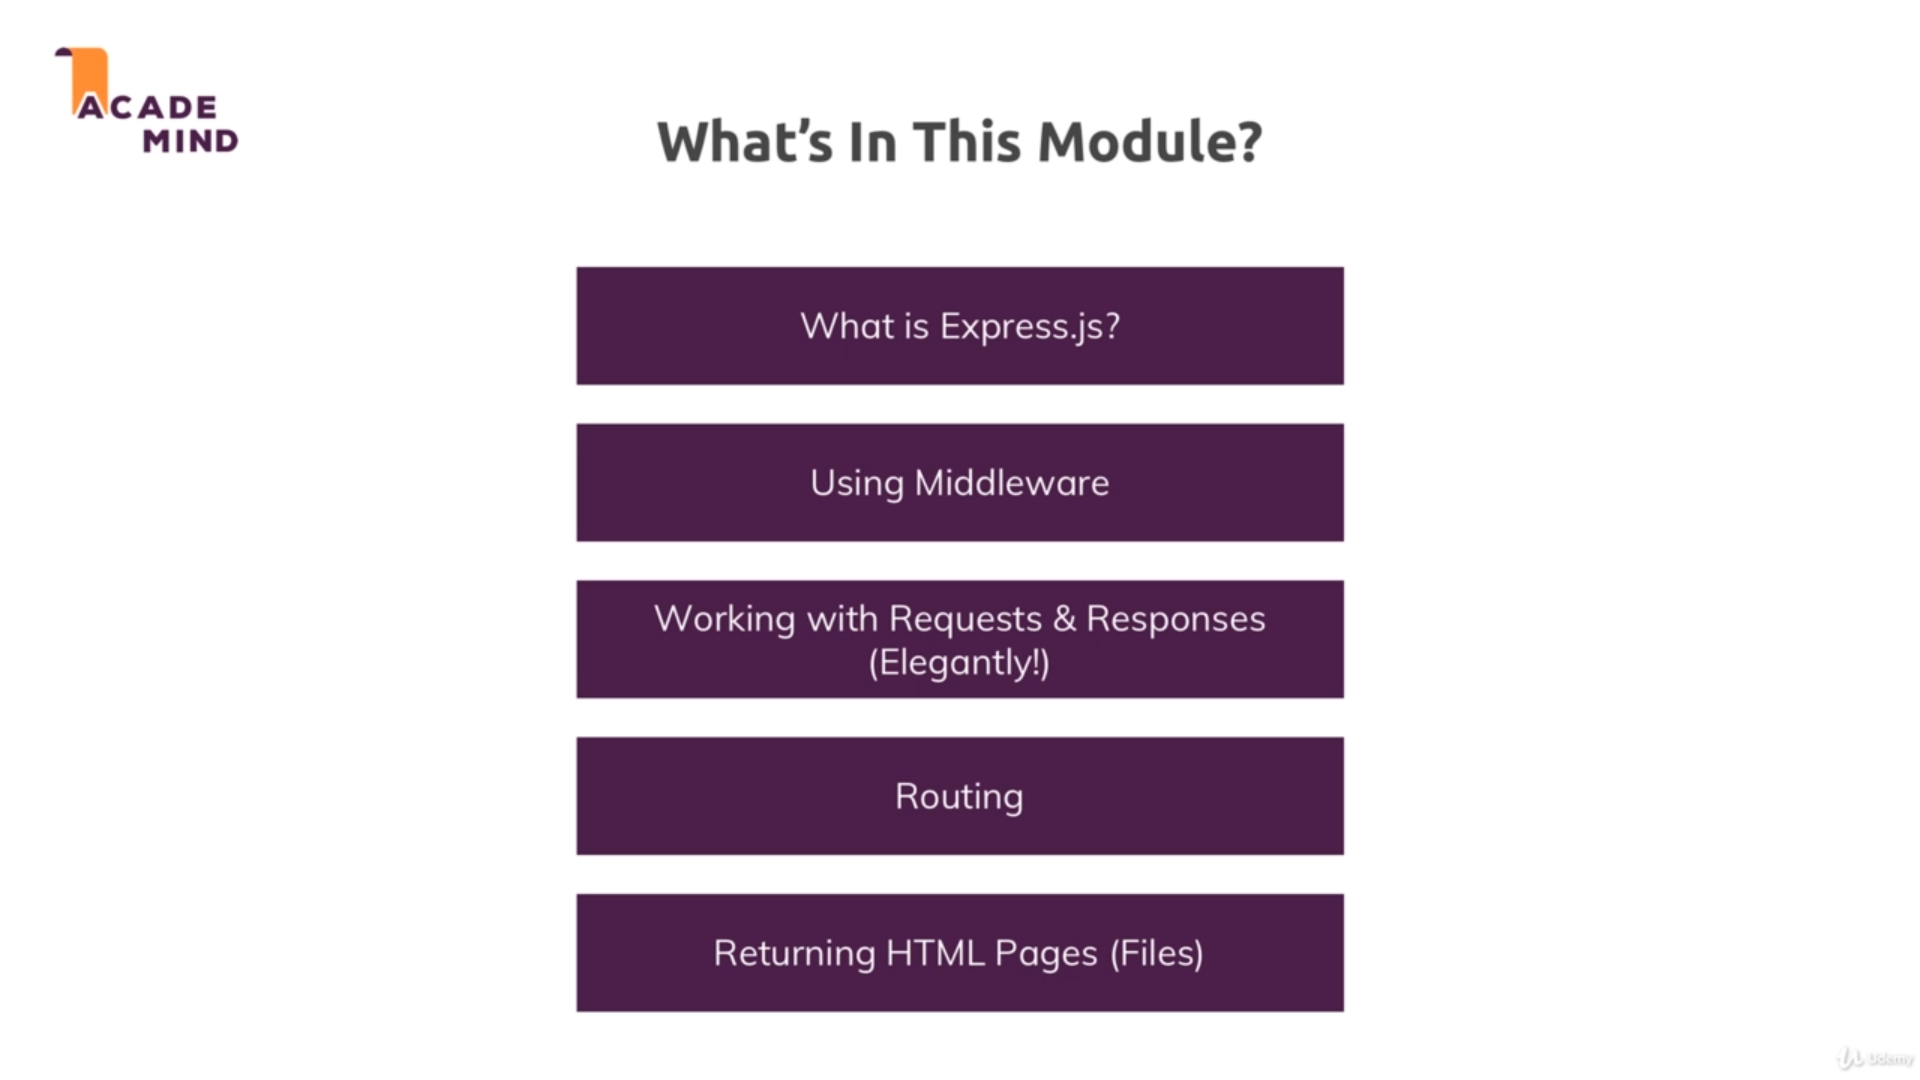 ACADE
MIND
What’s In This Module?
What is Express.js?
Using Middleware
Working with Requests & Responses
(Elegantly!)
Routing
Returning HTML Pages (Files)
Udemy